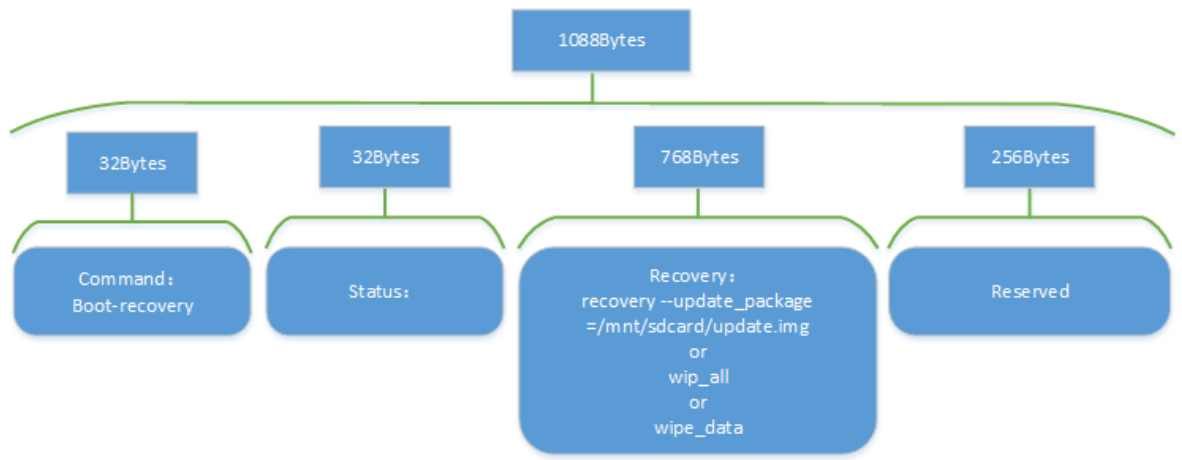 1088Bytes
32Bytes
32Bytes
768Bytes
256Bytes
Command：
Boot-recovery
Status：
Recovery：
recovery --update_package
=/mnt/sdcard/update.img
or
wip_all
or
wipe_data
Reserved